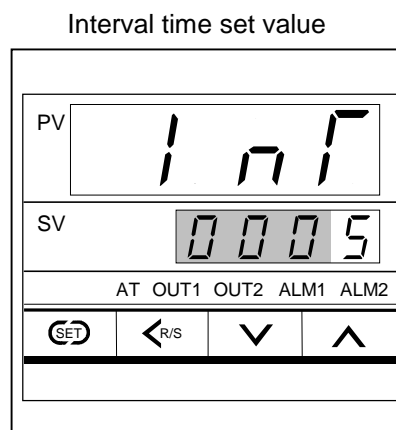 Interval time set value
PV InT
SV 0005
AT OUT1 OUT2 ALM1 ALM2
SET R/S